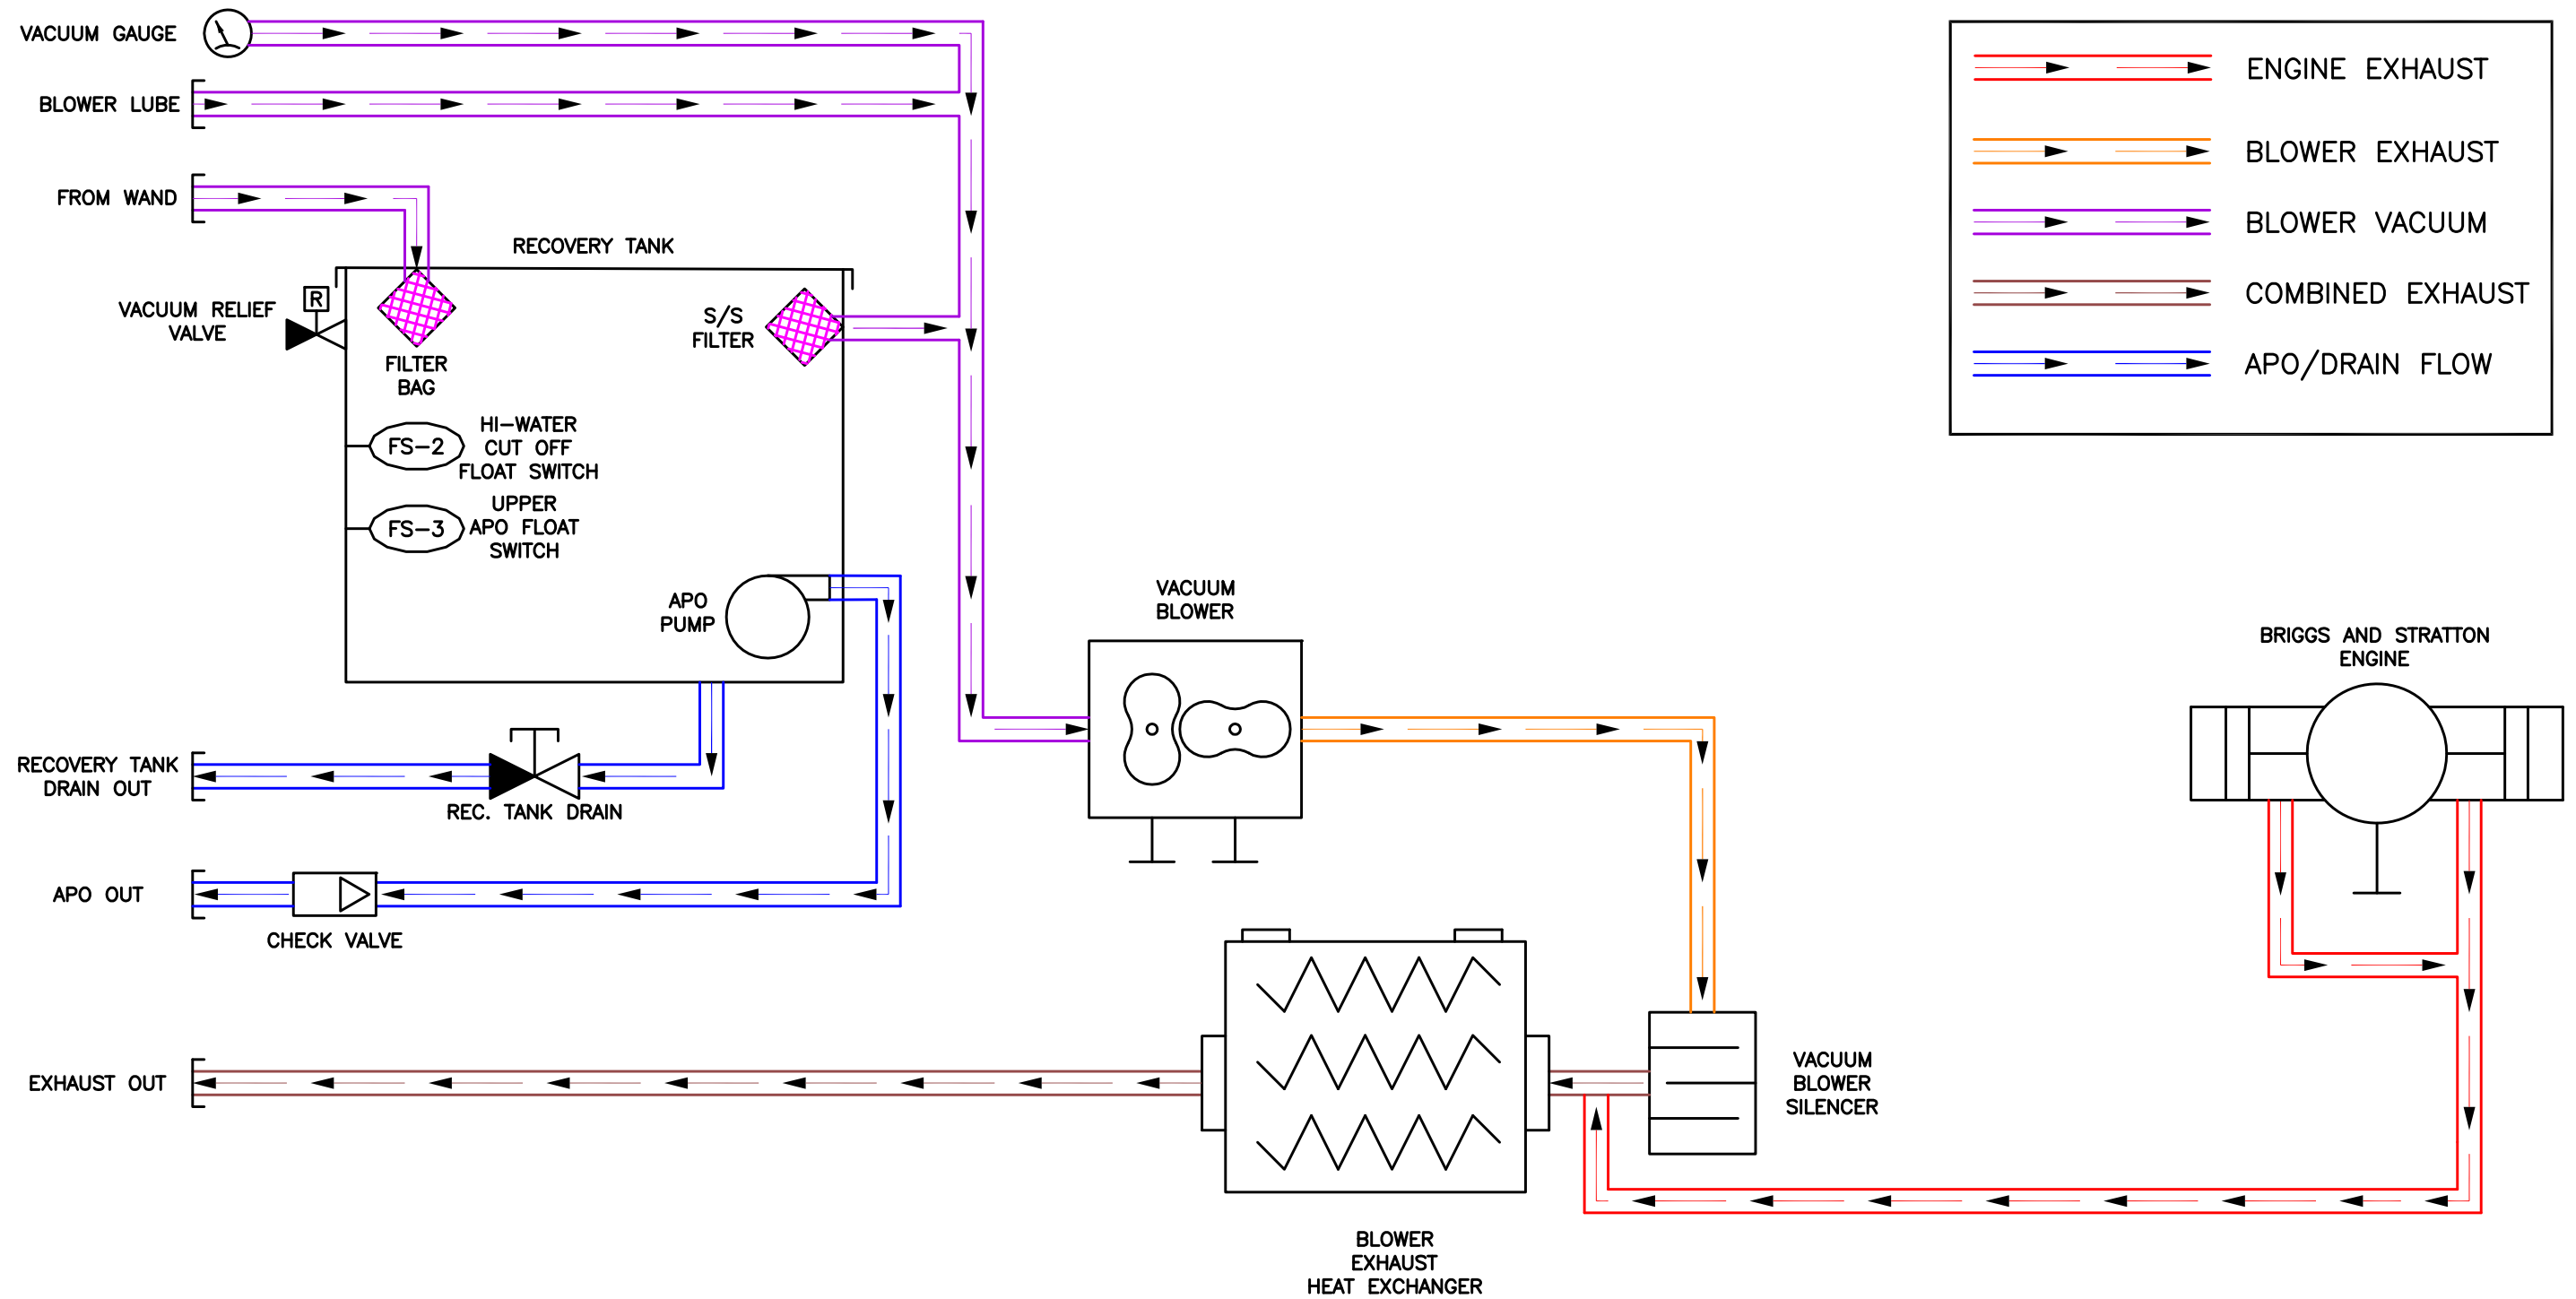 VACUUM GAUGE
BLOWER LUBE
FROM WAND
RECOVERY TANK
VACUUM RELIEF
VALVE
R
FILTER
BAG
S/S
FILTER
FS-2
HI-WATER
CUT OFF
FLOAT SWITCH
FS-3
UPPER
APO FLOAT
SWITCH
APO
PUMP
RECOVERY TANK
DRAIN OUT
REC. TANK DRAIN
APO OUT
CHECK VALVE
EXHAUST OUT
VACUUM
BLOWER
BLOWER
EXHAUST
HEAT EXCHANGER
VACUUM
BLOWER
SILENCER
BRIGGS AND STRATTON
ENGINE
ENGINE EXHAUST
BLOWER EXHAUST
BLOWER VACUUM
COMBINED EXHAUST
APO/DRAIN FLOW